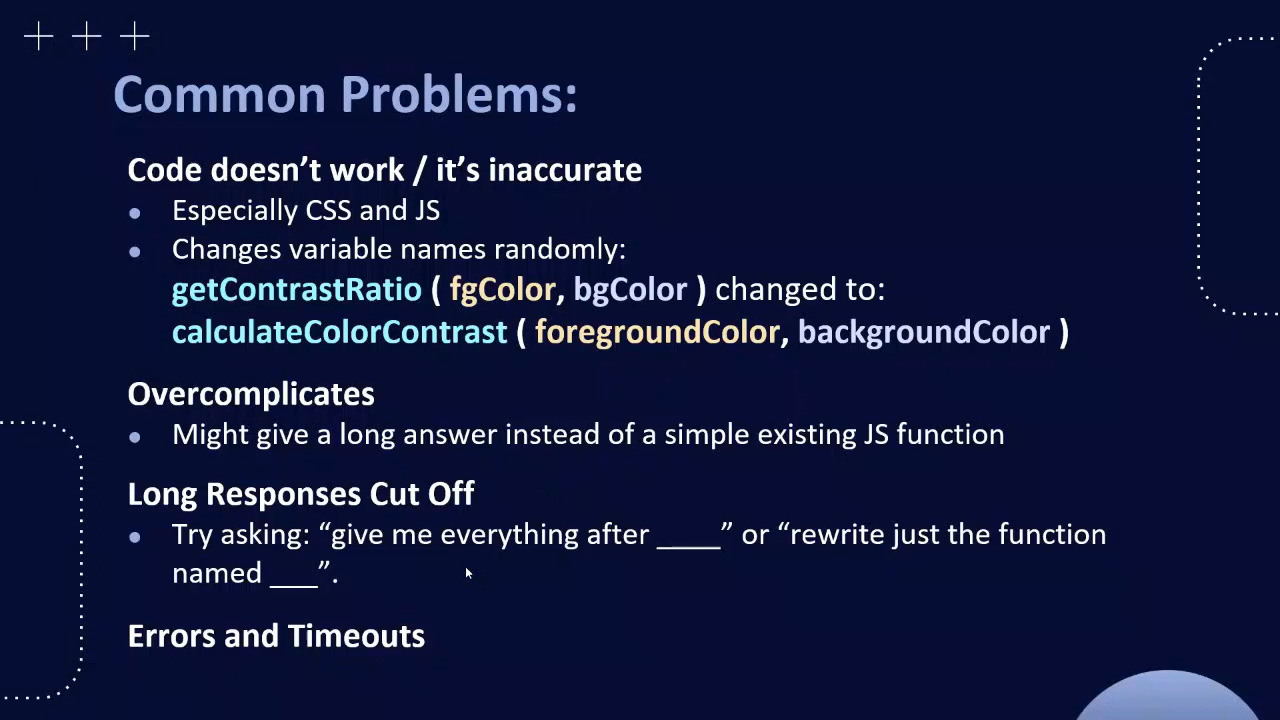 Common Problems:
Code doesn’t work / it’s inaccurate
Especially CSS and JS
Changes variable names randomly:
getContrastRatio ( fgColor, bgColor ) changed to:
calculateColorContrast ( foregroundColor, backgroundColor )
Overcomplicates
Might give a long answer instead of a simple existing JS function
Long Responses Cut Off
Try asking: “give me everything after ____” or “rewrite just the function
named ___”.
Errors and Timeouts